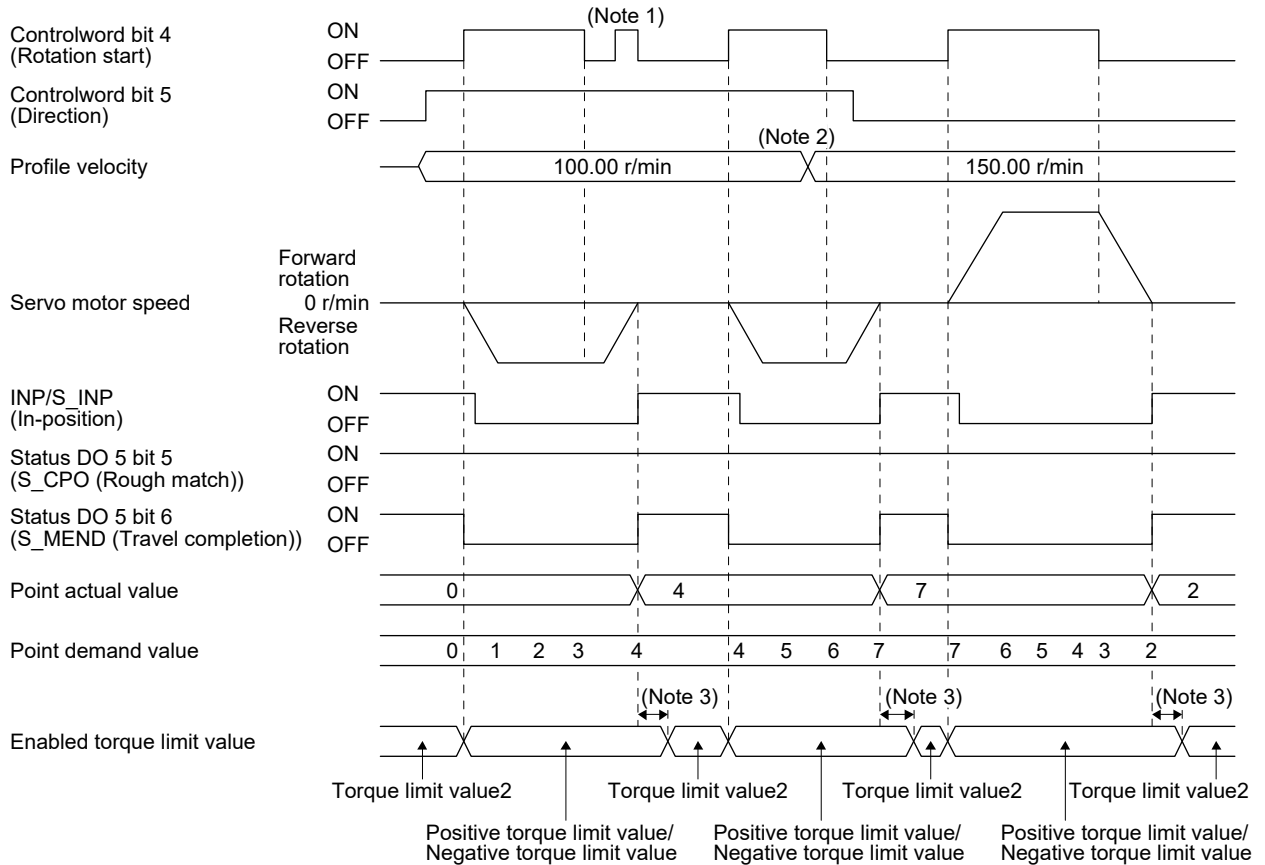 (Note 1)
Controlword bit 4
(Rotation start)
ON
OFF
Controlword bit 5
(Direction)
ON
OFF
(Note 2)
Profile velocity
100.00 r/min
150.00 r/min
Servo motor speed
Forward
rotation
0 r/min
Reverse
rotation
INP/S_INP
(In-position)
ON
OFF
Status DO 5 bit 5
(S_CPO (Rough match))
ON
OFF
Status DO 5 bit 6
(S_MEND (Travel completion))
ON
OFF
Point actual value
0 4 7 2
Point demand value
0 1 2 3 4 4 5 6 7 7 6 5 4 3 2
(Note 3) (Note 3) (Note 3)
Enabled torque limit value
Torque limit value2 Torque limit value2 Torque limit value2 Torque limit value2
Positive torque limit value/
Negative torque limit value
Positive torque limit value/
Negative torque limit value
Positive torque limit value/
Negative torque limit value